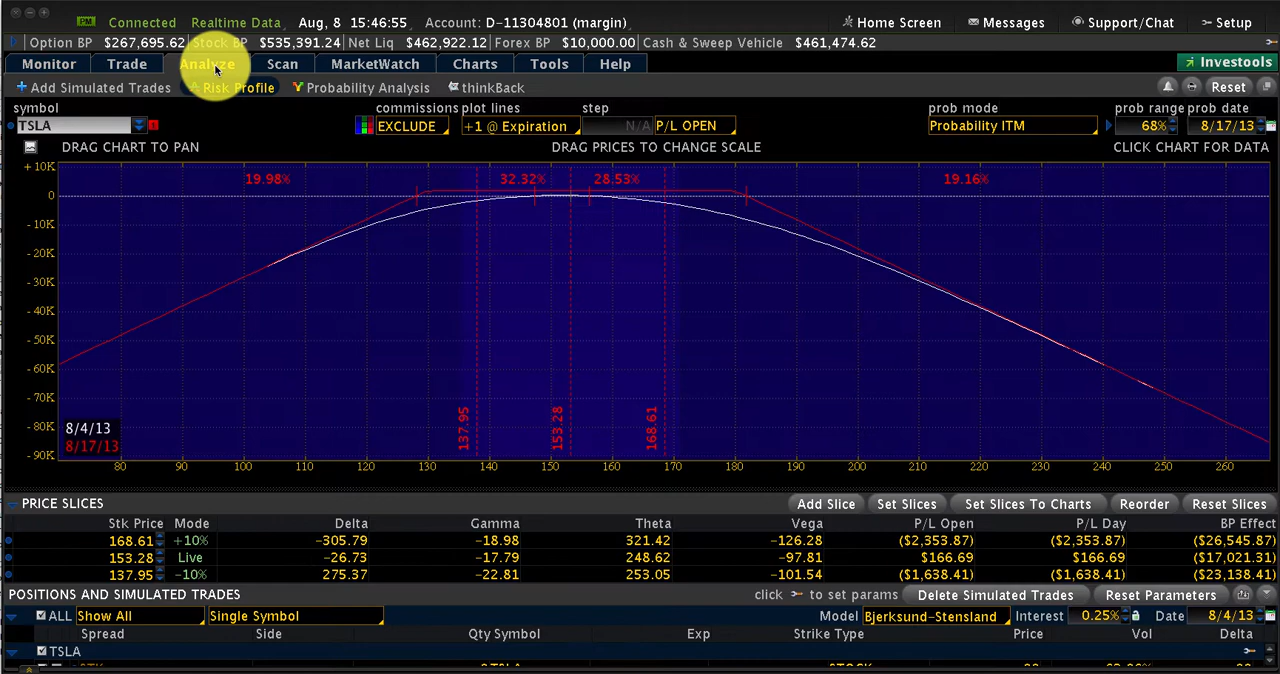 PM Connected Realtime Data Aug, 8 15:46:55 Account: D-11304801 (margin) Home Screen Messages Support/Chat Setup
Option BP $267,695.62 Stock BP $535,391.24 Net Liq $462,922.12 Forex BP $10,000.00 Cash & Sweep Vehicle $461,474.62
Monitor Trade Analyze Scan MarketWatch Charts Tools Help Investools
Add Simulated Trades Risk Profile Probability Analysis thinkBack Reset
symbol commissions plot lines step prob mode prob range prob date
TSLA EXCLUDE +1 @ Expiration N/A P/L OPEN Probability ITM 68% 8/17/13
DRAG CHART TO PAN DRAG PRICES TO CHANGE SCALE CLICK CHART FOR DATA
+10K
19.98% 32.32% 28.53% 19.16%
0
-10K
-20K
-30K
-40K
-50K
-60K
-70K
137.95 153.28 168.61
-80K
8/4/13
8/17/13
-90K
80 90 100 110 120 130 140 150 160 170 180 190 200 210 220 230 240 250 260
PRICE SLICES Add Slice Set Slices Set Slices To Charts Reorder Reset Slices
Stk Price Mode Delta Gamma Theta Vega P/L Open P/L Day BP Effect
168.61 +10% -305.79 -18.98 321.42 -126.28 ($2,353.87) ($2,353.87) ($26,545.87)
153.28 Live -26.73 -17.79 248.62 -97.81 $166.69 $166.69 ($17,021.31)
137.95 -10% 275.37 -22.81 253.05 -101.54 ($1,638.41) ($1,638.41) ($23,138.41)
POSITIONS AND SIMULATED TRADES click to set params Delete Simulated Trades Reset Parameters
ALL Show All Single Symbol Model Bjerksund-Stensland Interest 0.25% Date 8/4/13
Spread Side Qty Symbol Exp Strike Type Price Vol Delta
TSLA